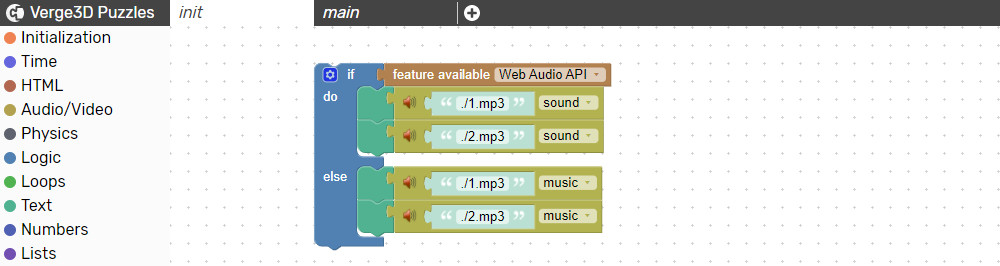 Verge3D Puzzles
init
main
Initialization
Time
HTML
Audio/Video
Physics
Logic
Loops
Text
Numbers
Lists
if feature available Web Audio API
do “ ./1.mp3 ” sound
“ ./2.mp3 ” sound
else “ ./1.mp3 ” music
“ ./2.mp3 ” music